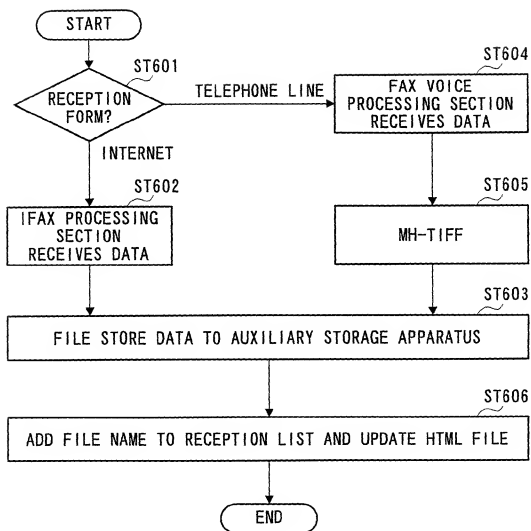 START
ST601
RECEPTION
FORM?
TELEPHONE LINE
ST604
FAX VOICE
PROCESSING SECTION
RECEIVES DATA
INTERNET
ST602
IFAX PROCESSING
SECTION
RECEIVES DATA
ST605
MH-TIFF
ST603
FILE STORE DATA TO AUXILIARY STORAGE APPARATUS
ST606
ADD FILE NAME TO RECEPTION LIST AND UPDATE HTML FILE
END